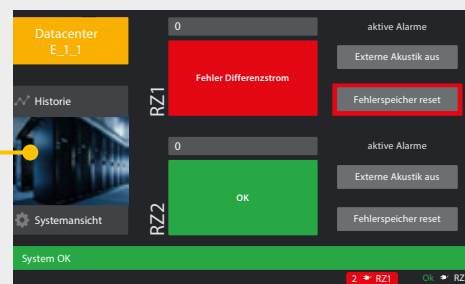 Datacenter
E_1_1
0
aktive Alarme
Externe Akustik aus
Fehler Differenzstrom
RZ1
Fehlerspeicher reset
Historie
0
aktive Alarme
Externe Akustik aus
OK
RZ2
Fehlerspeicher reset
Systemansicht
System OK
2 RZ1
Ok RZ